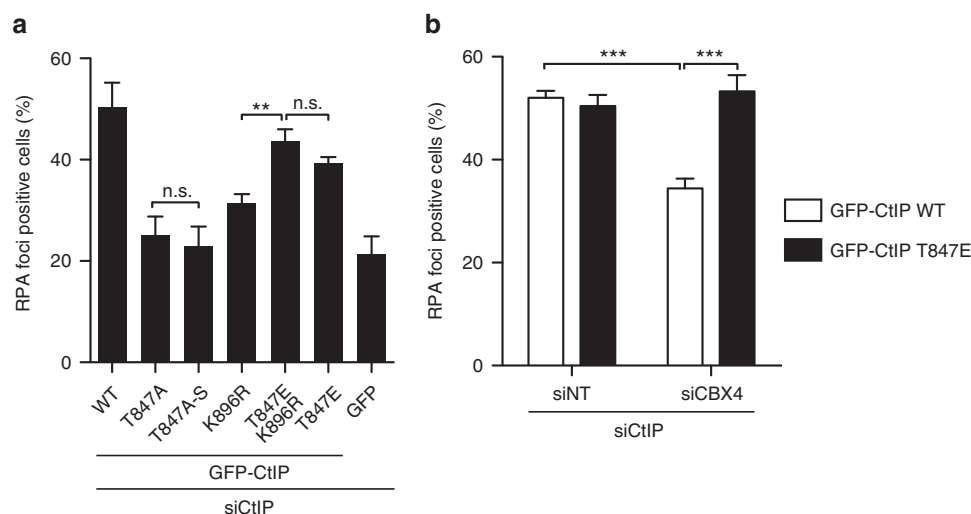 a
RPA foci positive cells (%)
60
40
20
0
n.s.
**
n.s.
WT
T847A
T847A-S
K896R
T847E
K896R
T847E
GFP
GFP-CtIP
siCtIP
b
RPA foci positive cells (%)
60
40
20
0
***
***
siNT
siCBX4
siCtIP
GFP-CtIP WT
GFP-CtIP T847E